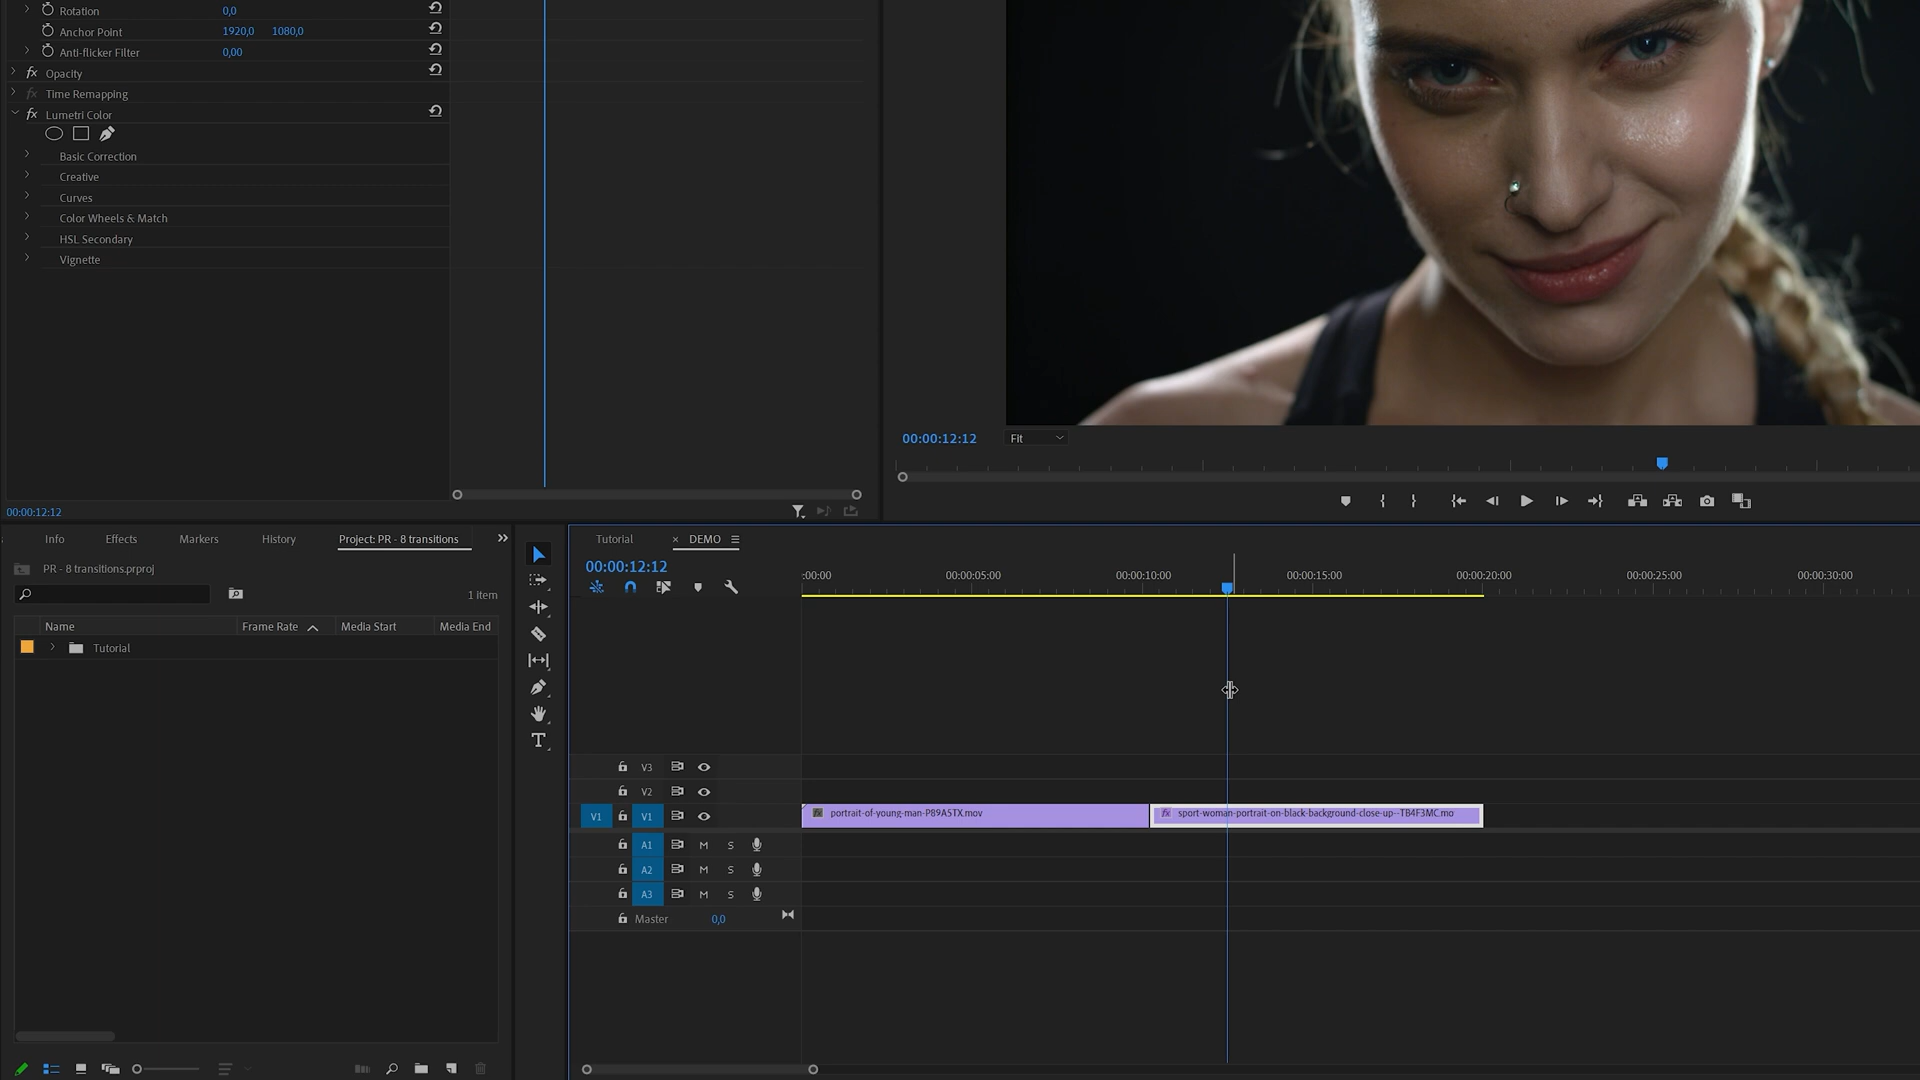 Rotation 0,0
Anchor Point 1920,0 1080,0
Anti-flicker Filter 0,00
fx Opacity
fx Time Remapping
fx Lumetri Color
Basic Correction
Creative
Curves
Color Wheels & Match
HSL Secondary
Vignette
00:00:12:12
00:00:12:12 Fit
Info Effects Markers History Project: PR - 8 transitions
PR - 8 transitions.prproj
1 item
Name Frame Rate Media Start Media End
Tutorial
Tutorial × DEMO
00:00:12:12
:00:00 00:00:05:00 00:00:10:00 00:00:15:00 00:00:20:00 00:00:25:00 00:00:30:00
V3
V2
V1 V1 fx portrait-of-young-man-P89A5TX.mov fx sport-woman-portrait-on-black-background-close-up--TB4F3MC.mo
A1 M S
A2 M S
A3 M S
Master 0,0